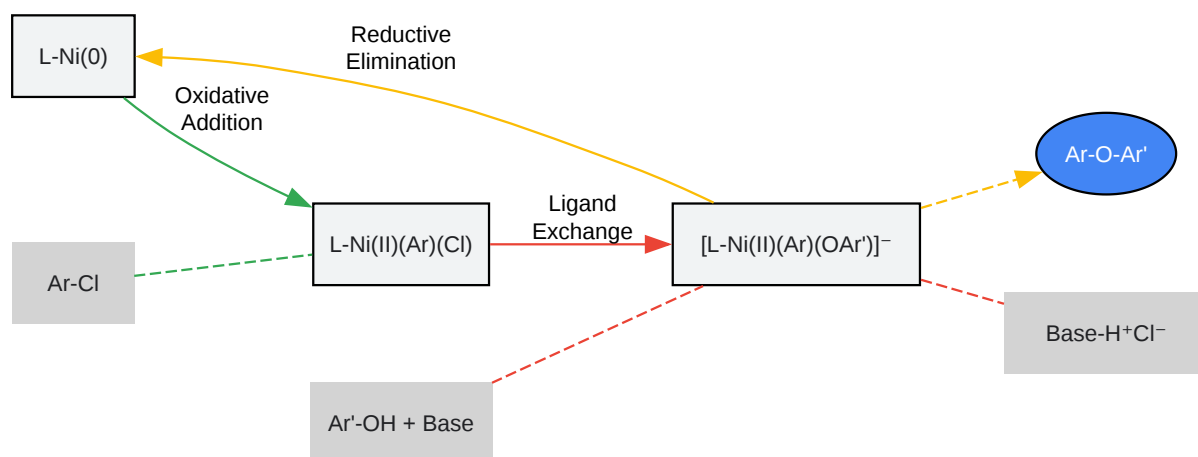 L-Ni(0)
Reductive
Elimination
Oxidative
Addition
Ar-O-Ar'
Ligand
Exchange
L-Ni(II)(Ar)(Cl)
[L-Ni(II)(Ar)(OAr')]⁻
Ar-Cl
Base-H⁺Cl⁻
Ar'-OH + Base